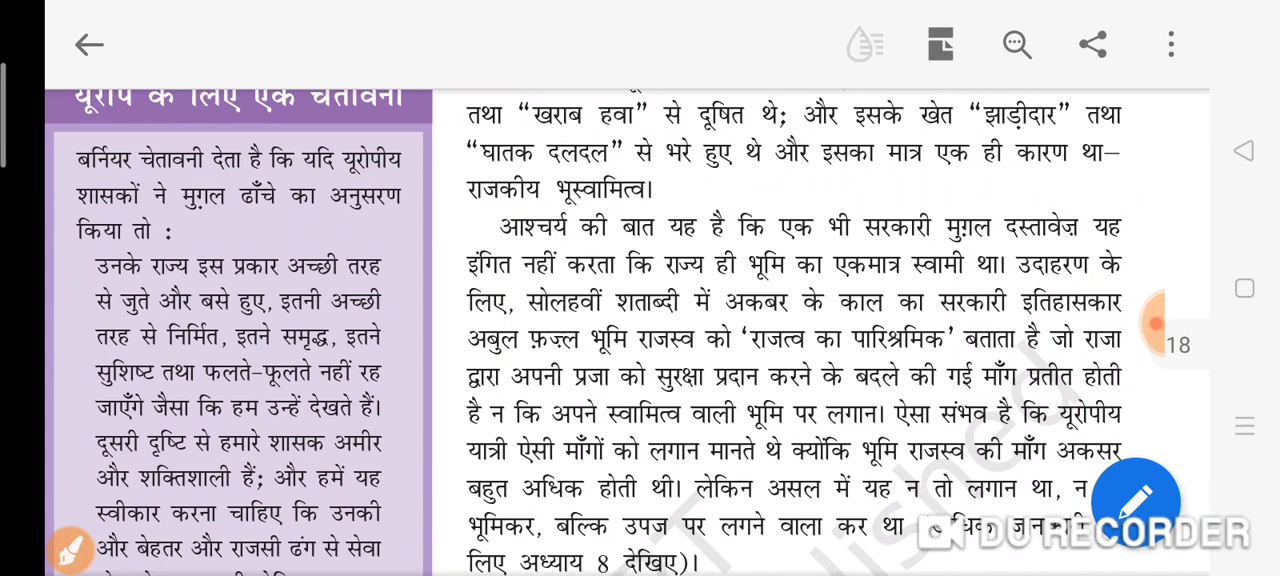 यूरोप के लिए एक चेतावनी
बर्नियर चेतावनी देता है कि यदि यूरोपीय
शासकों ने मुग़ल ढाँचे का अनुसरण
किया तो :
उनके राज्य इस प्रकार अच्छी तरह
से जुते और बसे हुए, इतनी अच्छी
तरह से निर्मित, इतने समृद्ध, इतने
सुशिष्ट तथा फलते-फूलते नहीं रह
जाएँगे जैसा कि हम उन्हें देखते हैं।
दूसरी दृष्टि से हमारे शासक अमीर
और शक्तिशाली हैं; और हमें यह
स्वीकार करना चाहिए कि उनकी
और बेहतर और राजसी ढंग से सेवा
तथा “खराब हवा” से दूषित थे; और इसके खेत “झाड़ीदार” तथा
“घातक दलदल” से भरे हुए थे और इसका मात्र एक ही कारण था–
राजकीय भूस्वामित्व।
आश्चर्य की बात यह है कि एक भी सरकारी मुग़ल दस्तावेज़ यह
इंगित नहीं करता कि राज्य ही भूमि का एकमात्र स्वामी था। उदाहरण के
लिए, सोलहवीं शताब्दी में अकबर के काल का सरकारी इतिहासकार
अबुल फ़ज़्ल भूमि राजस्व को ‘राजत्व का पारिश्रमिक’ बताता है जो राजा
द्वारा अपनी प्रजा को सुरक्षा प्रदान करने के बदले की गई माँग प्रतीत होती
है न कि अपने स्वामित्व वाली भूमि पर लगान। ऐसा संभव है कि यूरोपीय
यात्री ऐसी माँगों को लगान मानते थे क्योंकि भूमि राजस्व की माँग अकसर
बहुत अधिक होती थी। लेकिन असल में यह न तो लगान था, न
भूमिकर, बल्कि उपज पर लगने वाला कर था
लिए अध्याय 8 देखिए)।
18
DU RECORDER